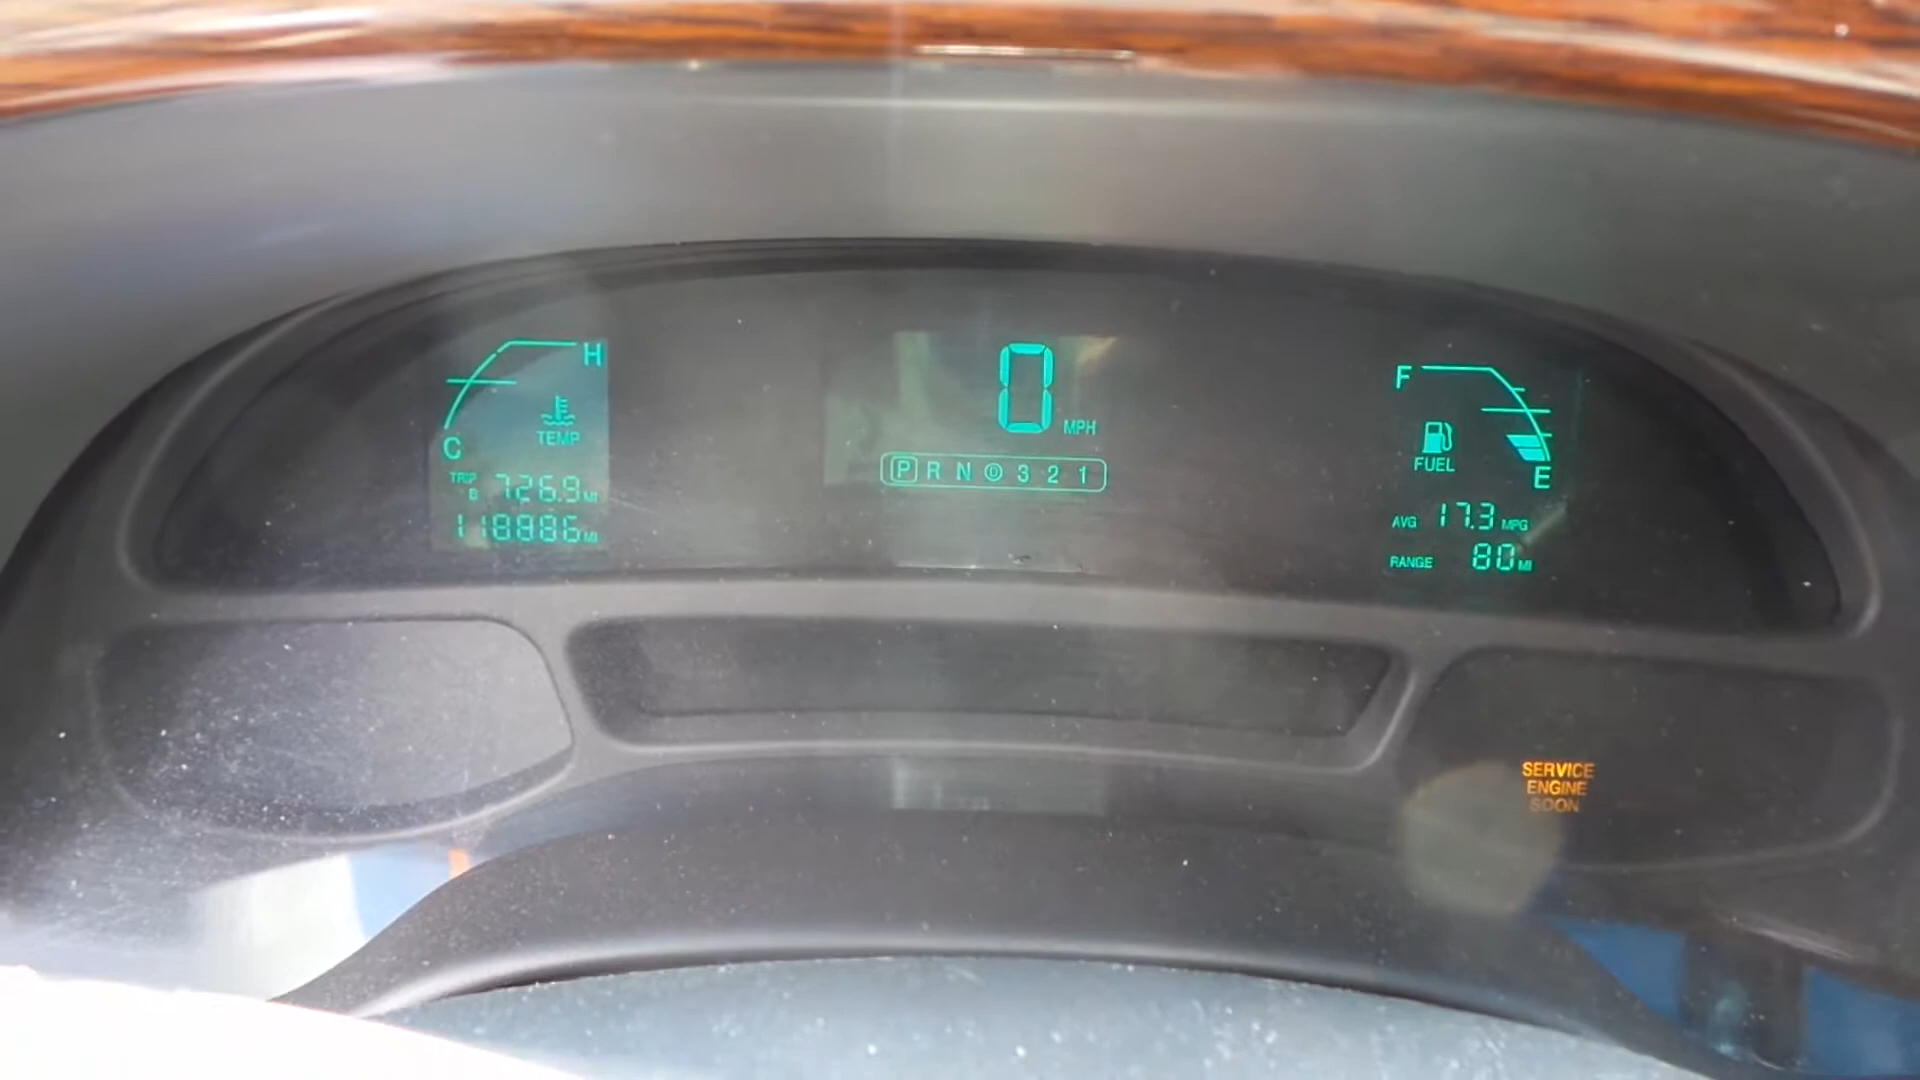 H
C
TEMP
TRIP B 726.9 MI
118886 MI
0 MPH
P R N D 3 2 1
F
FUEL
E
AVG 17.3 MPG
RANGE 80 MI
SERVICE
ENGINE
SOON